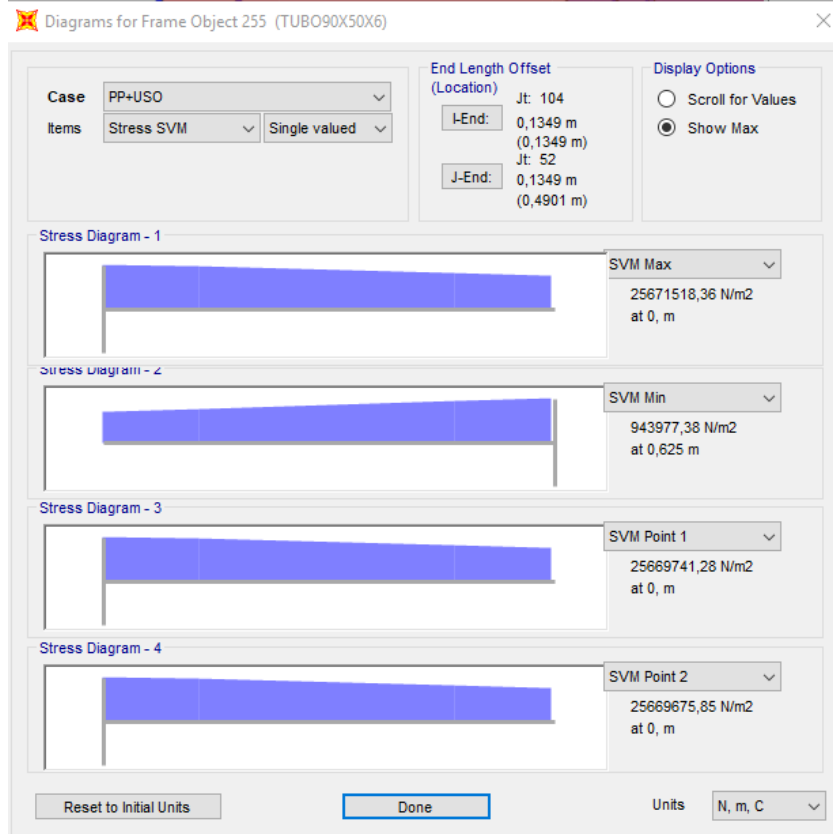 Diagrams for Frame Object 255 (TUBO90X50X6)
Case PP+USO
Items Stress SVM Single valued
End Length Offset
(Location)
Jt: 104
I-End: 0,1349 m
(0,1349 m)
Jt: 52
J-End: 0,1349 m
(0,4901 m)
Display Options
Scroll for Values
Show Max
Stress Diagram - 1
SVM Max
25671518,36 N/m2
at 0, m
Stress Diagram - 2
SVM Min
943977,38 N/m2
at 0,625 m
Stress Diagram - 3
SVM Point 1
25669741,28 N/m2
at 0, m
Stress Diagram - 4
SVM Point 2
25669675,85 N/m2
at 0, m
Reset to Initial Units
Done
Units N, m, C